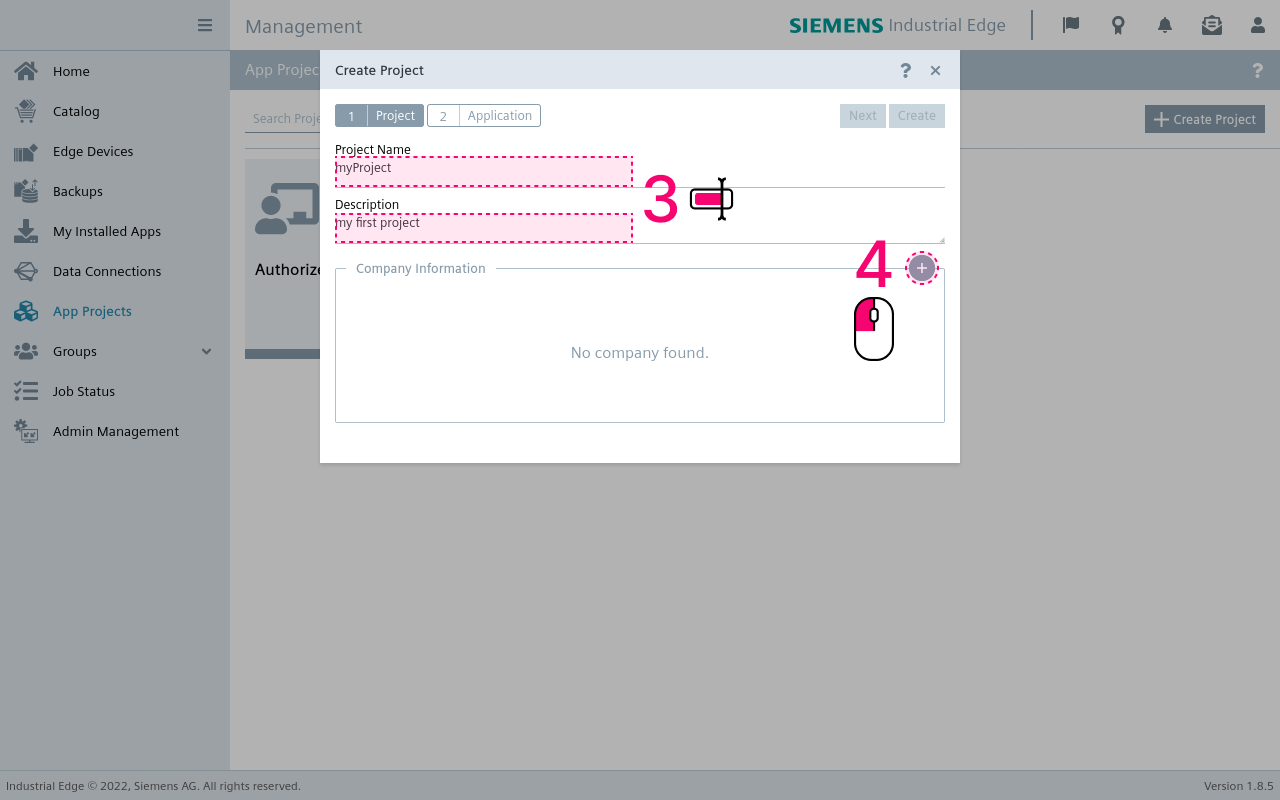 Management
SIEMENS Industrial Edge
Home
Catalog
Edge Devices
Backups
My Installed Apps
Data Connections
App Projects
Groups
Job Status
Admin Management
App Projec
?
Search Proje
Create Project
Authorize
Create Project
?
1 Project
2 Application
Next
Create
Project Name
myProject
3
Description
my first project
4
Company Information
No company found.
Industrial Edge © 2022, Siemens AG. All rights reserved.
Version 1.8.5